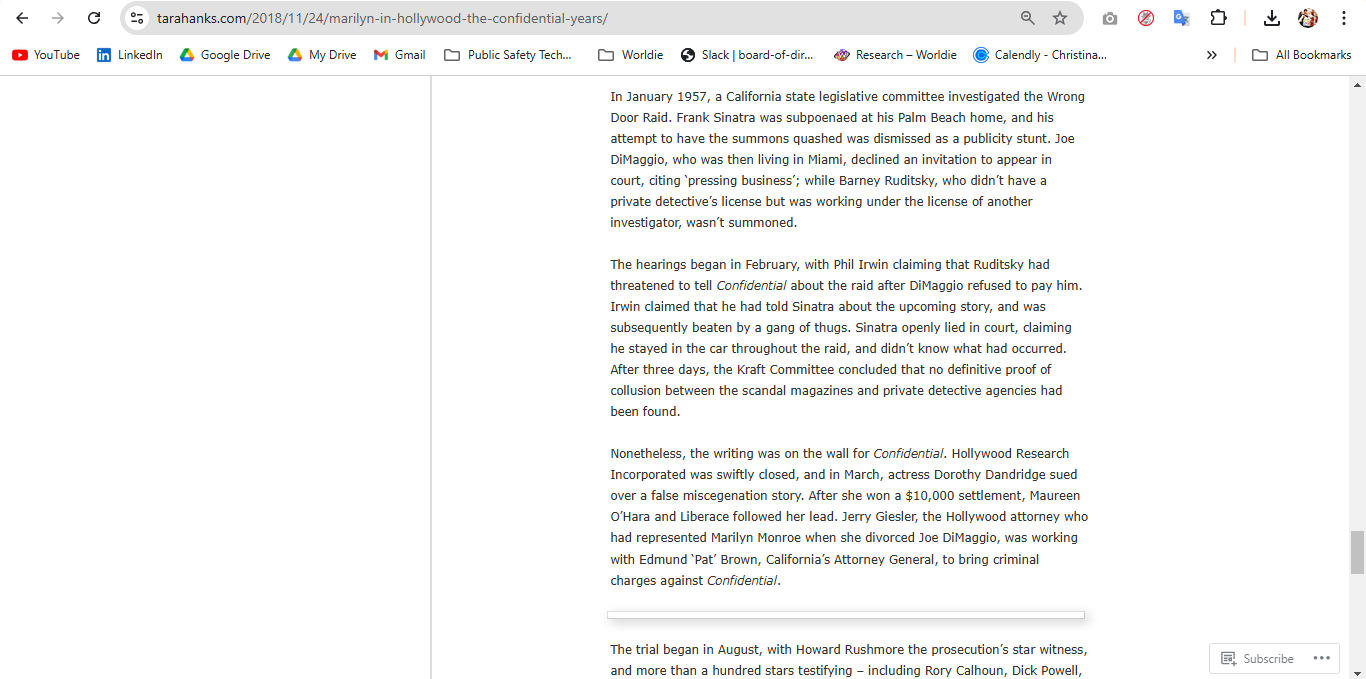 tarahanks.com/2018/11/24/marilyn-in-hollywood-the-confidential-years/
YouTube LinkedIn Google Drive My Drive Gmail Public Safety Tech... Worldie Slack | board-of-dir... Research – Worldie Calendly - Christina... » All Bookmarks
In January 1957, a California state legislative committee investigated the Wrong
Door Raid. Frank Sinatra was subpoenaed at his Palm Beach home, and his
attempt to have the summons quashed was dismissed as a publicity stunt. Joe
DiMaggio, who was then living in Miami, declined an invitation to appear in
court, citing ‘pressing business’; while Barney Ruditsky, who didn’t have a
private detective’s license but was working under the license of another
investigator, wasn’t summoned.
The hearings began in February, with Phil Irwin claiming that Ruditsky had
threatened to tell Confidential about the raid after DiMaggio refused to pay him.
Irwin claimed that he had told Sinatra about the upcoming story, and was
subsequently beaten by a gang of thugs. Sinatra openly lied in court, claiming
he stayed in the car throughout the raid, and didn’t know what had occurred.
After three days, the Kraft Committee concluded that no definitive proof of
collusion between the scandal magazines and private detective agencies had
been found.
Nonetheless, the writing was on the wall for Confidential. Hollywood Research
Incorporated was swiftly closed, and in March, actress Dorothy Dandridge sued
over a false miscegenation story. After she won a $10,000 settlement, Maureen
O’Hara and Liberace followed her lead. Jerry Giesler, the Hollywood attorney who
had represented Marilyn Monroe when she divorced Joe DiMaggio, was working
with Edmund ‘Pat’ Brown, California’s Attorney General, to bring criminal
charges against Confidential.
The trial began in August, with Howard Rushmore the prosecution’s star witness,
and more than a hundred stars testifying – including Rory Calhoun, Dick Powell,
Subscribe